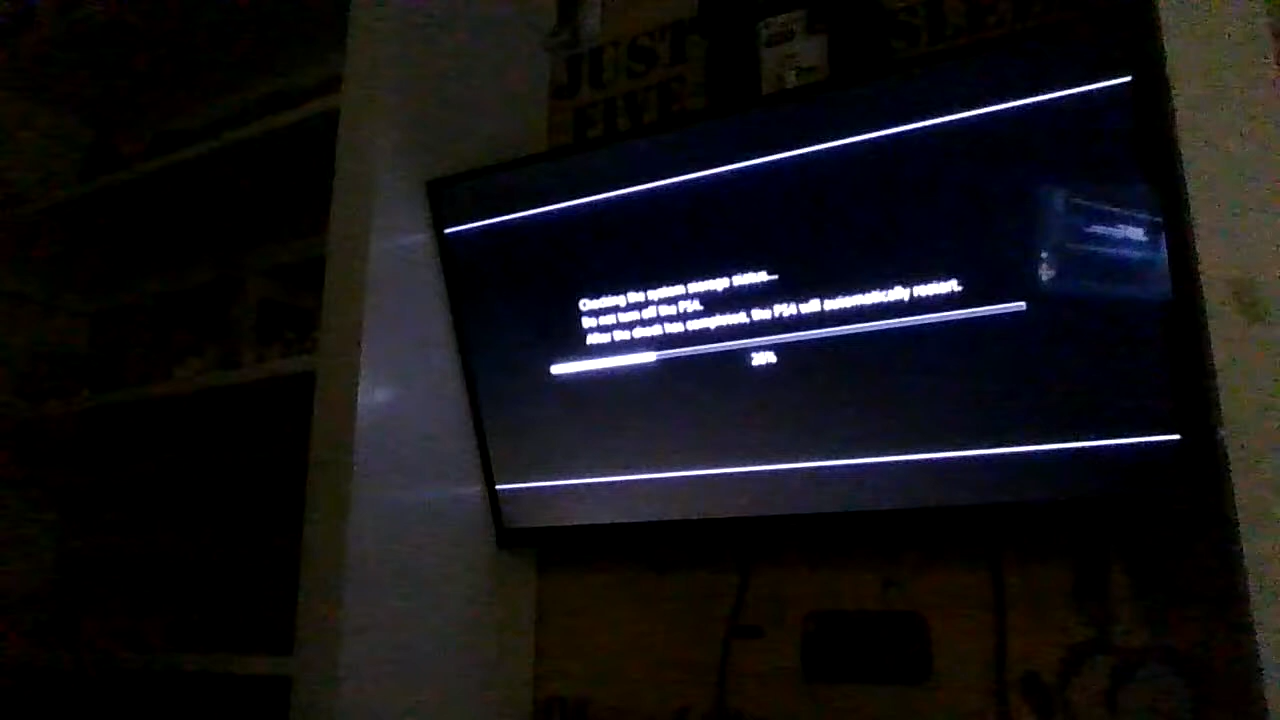 JUST
Checking the system storage status...
Do not turn off the PS4.
After the check has completed, the PS4 will automatically restart.